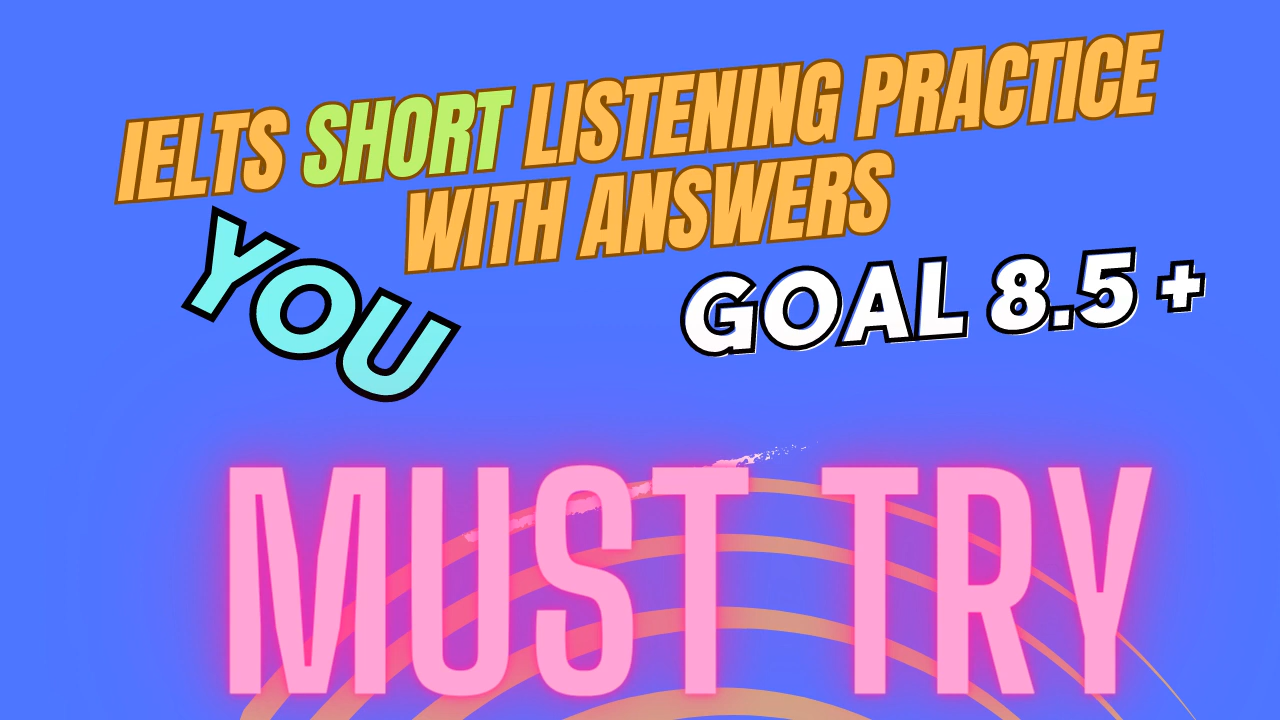 IELTS SHORT LISTENING PRACTICE
WITH ANSWERS
YOU
GOAL 8.5 +
MUST TRY